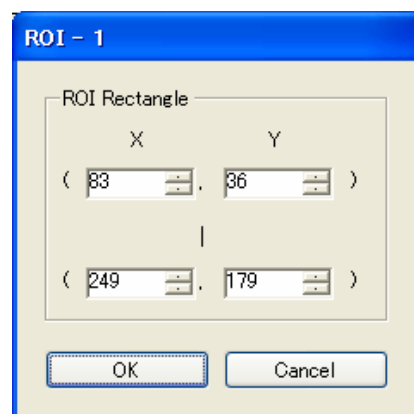 ROI - 1
ROI Rectangle
X Y
( 83 , 36 )
|
( 249 , 179 )
OK Cancel